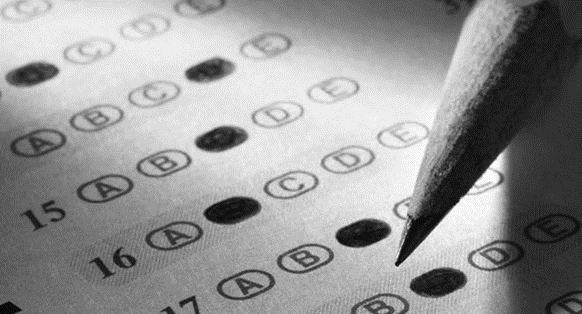 C
C D E
A B C E
15 A B D E
16 A C D E
17 A B
B D E
D